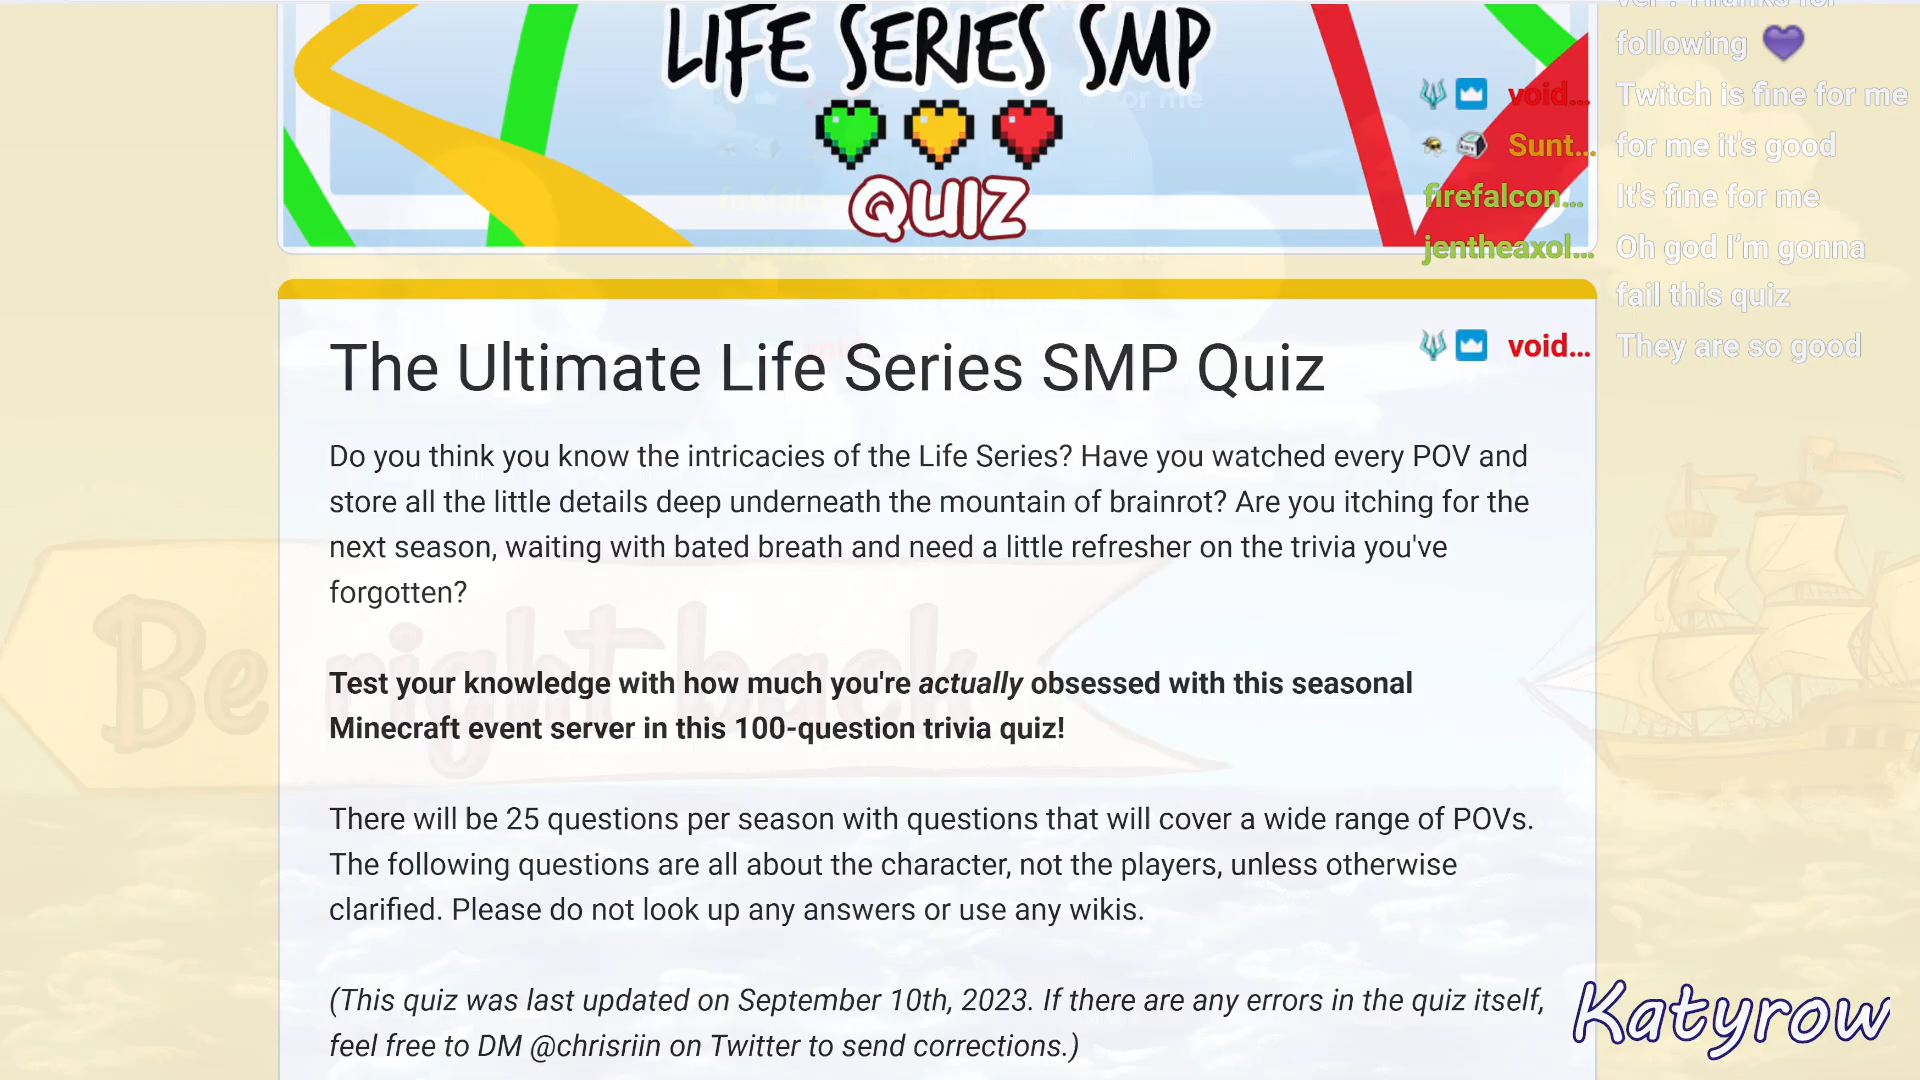 LIFE SERIES SMP
QUIZ
The Ultimate Life Series SMP Quiz
Do you think you know the intricacies of the Life Series? Have you watched every POV and
store all the little details deep underneath the mountain of brainrot? Are you itching for the
next season, waiting with bated breath and need a little refresher on the trivia you've
forgotten?
Test your knowledge with how much you're actually obsessed with this seasonal
Minecraft event server in this 100-question trivia quiz!
There will be 25 questions per season with questions that will cover a wide range of POVs.
The following questions are all about the character, not the players, unless otherwise
clarified. Please do not look up any answers or use any wikis.
(This quiz was last updated on September 10th, 2023. If there are any errors in the quiz itself,
feel free to DM @chrisriin on Twitter to send corrections.)
Be right back
following
void... Twitch is fine for me
Sunt... for me it's good
firefalcon... It's fine for me
jentheaxol... Oh god I'm gonna
fail this quiz
void... They are so good
Katyrow